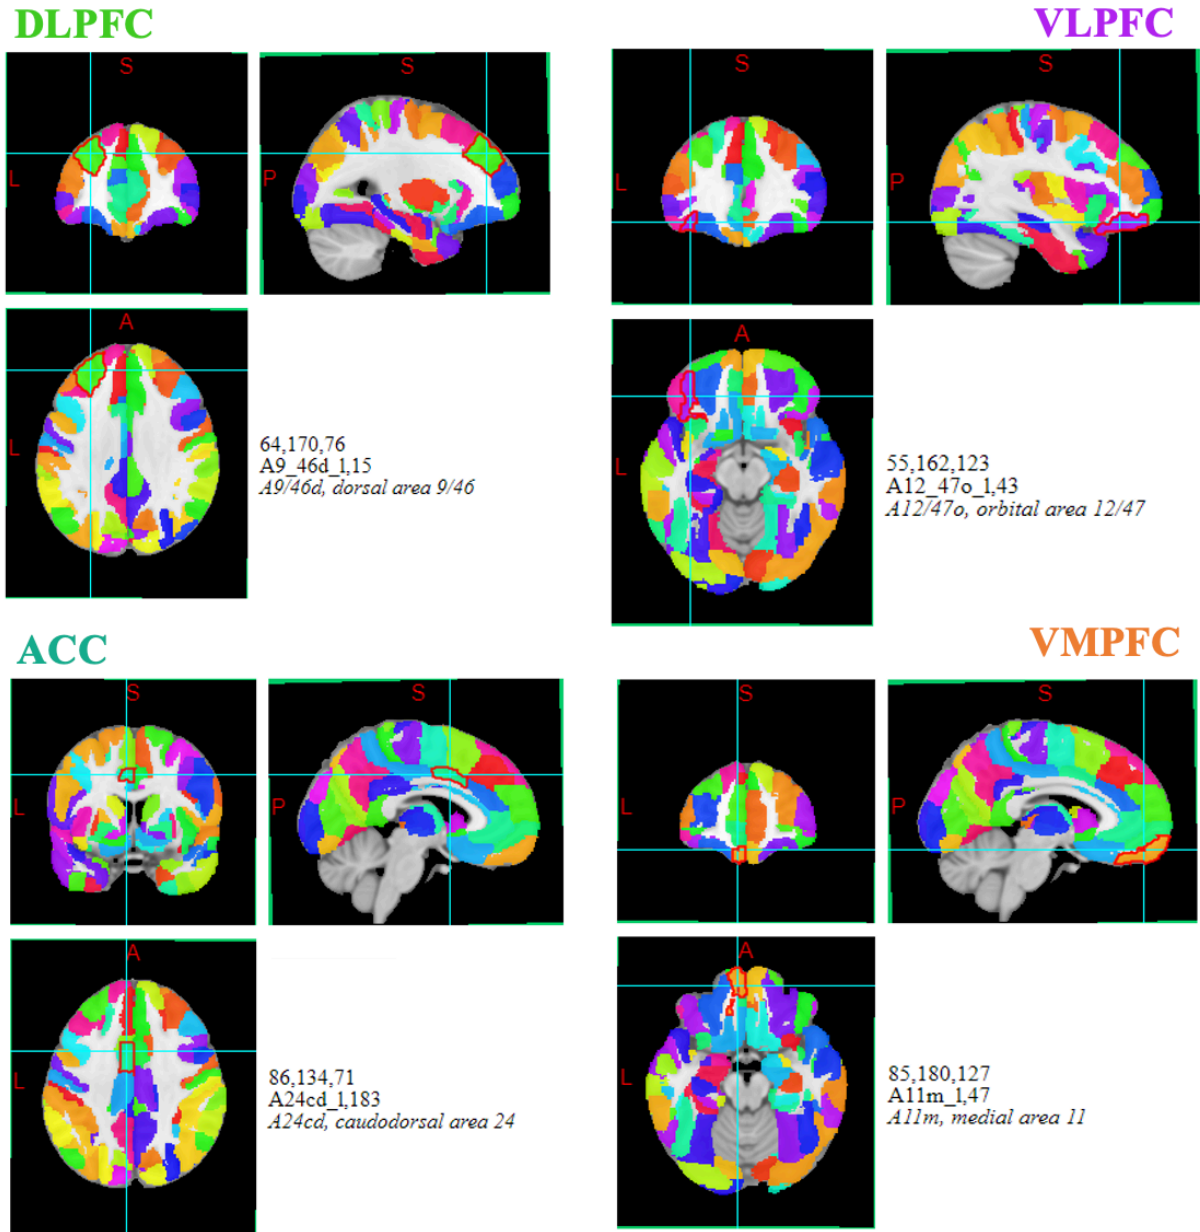 DLPFC
VLPFC
S
S
S
S
L
P
L
P
A
A
L
L
64,170,76
A9_46d_l,15
A9/46d, dorsal area 9/46
55,162,123
A12_47o_l,43
A12/47o, orbital area 12/47
ACC
VMPFC
S
S
S
S
L
P
L
P
A
A
L
L
86,134,71
A24cd_l,183
A24cd, caudodorsal area 24
85,180,127
A11m_l,47
A11m, medial area 11